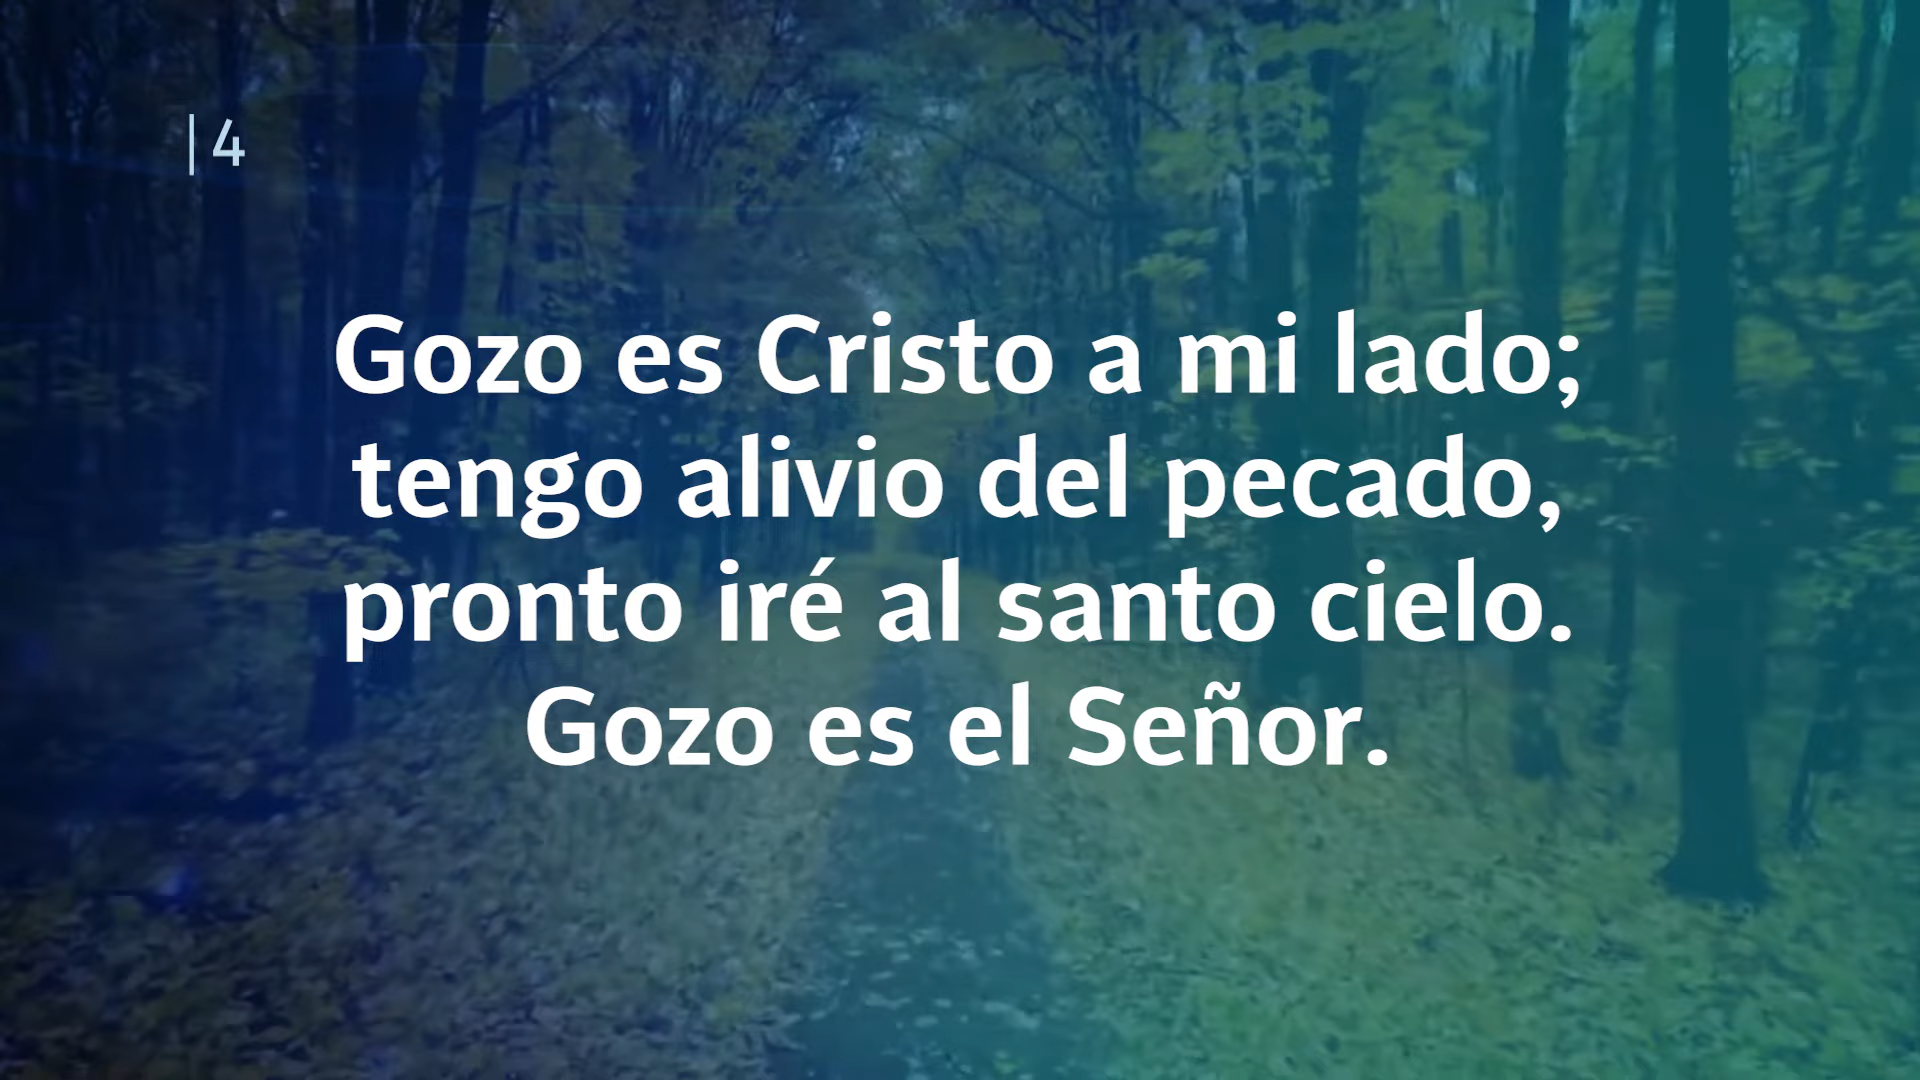 | 4
Gozo es Cristo a mi lado;
tengo alivio del pecado,
pronto iré al santo cielo.
Gozo es el Señor.